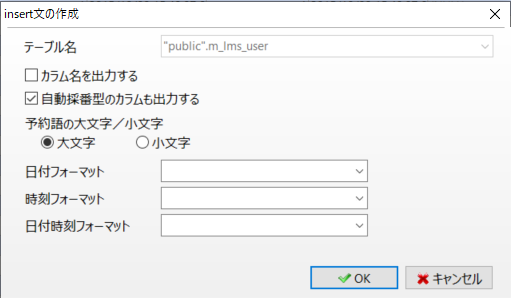 insert文の作成
テーブル名
"public".m_lms_user
カラム名を出力する
自動採番型のカラムも出力する
予約語の大文字／小文字
大文字
小文字
日付フォーマット
時刻フォーマット
日付時刻フォーマット
OK
キャンセル